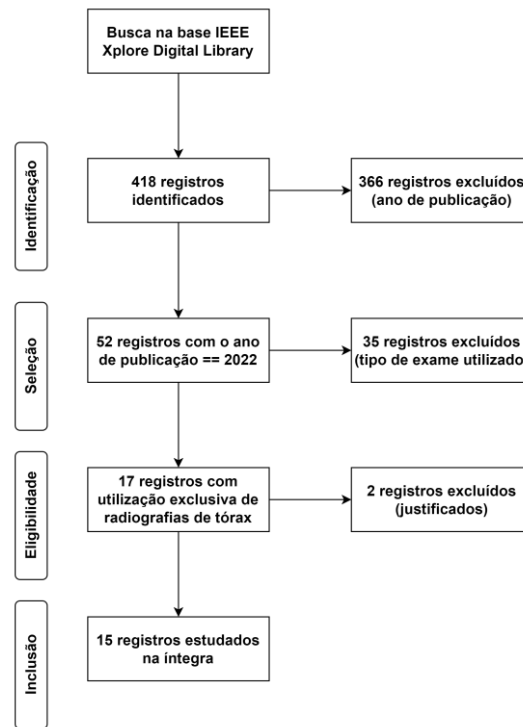 Busca na base IEEE
Xplore Digital Library
Identificação
418 registros
identificados
366 registros excluídos
(ano de publicação)
Seleção
52 registros com o ano
de publicação == 2022
35 registros excluídos
(tipo de exame utilizado
Eligibilidade
17 registros com
utilização exclusiva de
radiografias de tórax
2 registros excluídos
(justificados)
Inclusão
15 registros estudados
na íntegra